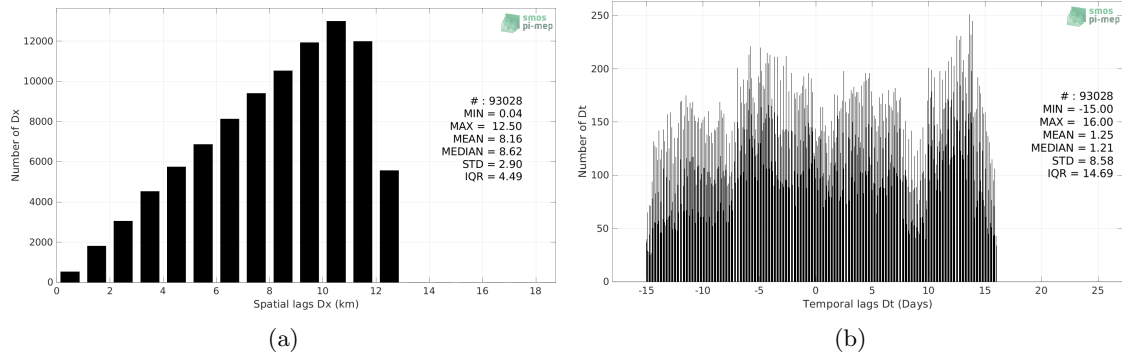 smos
pi-mep
12000
10000
8000
6000
4000
2000
0
Number of Dx
# : 93028
MIN = 0.04
MAX = 12.50
MEAN = 8.16
MEDIAN = 8.62
STD = 2.90
IQR = 4.49
0 2 4 6 8 10 12 14 16 18
Spatial lags Dx (km)
(a)
smos
pi-mep
250
200
150
100
50
0
Number of Dt
# : 93028
MIN = -15.00
MAX = 16.00
MEAN = 1.25
MEDIAN = 1.21
STD = 8.58
IQR = 14.69
-15 -10 -5 0 5 10 15 20 25
Temporal lags Dt (Days)
(b)